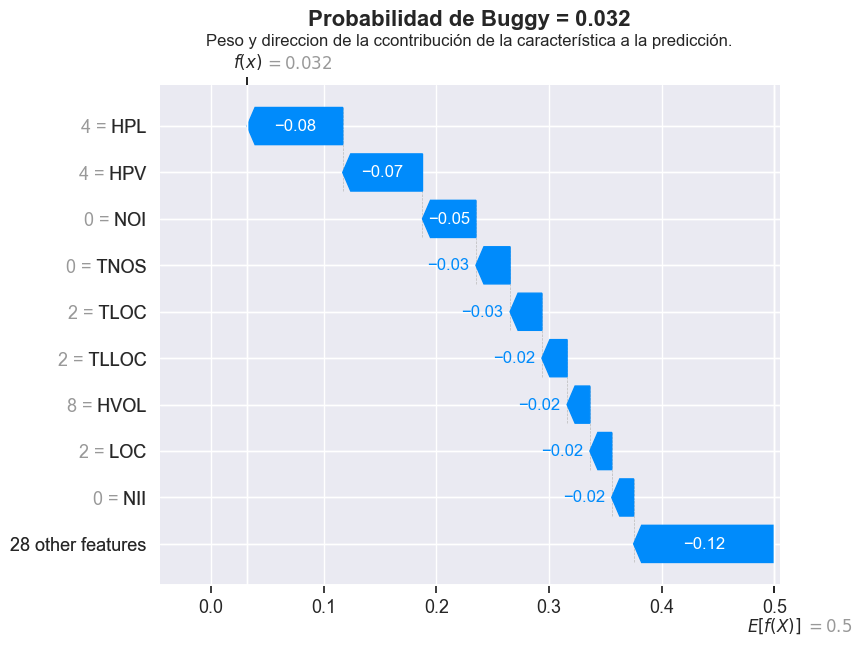 Probabilidad de Buggy = 0.032
Peso y direccion de la ccontribución de la característica a la predicción.
f(x) = 0.032
4 = HPL
−0.08
4 = HPV
−0.07
0 = NOI
−0.05
0 = TNOS
−0.03
2 = TLOC
−0.03
2 = TLLOC
−0.02
8 = HVOL
−0.02
2 = LOC
−0.02
0 = NII
−0.02
28 other features
−0.12
0.0 0.1 0.2 0.3 0.4 0.5
E[f(X)] = 0.5